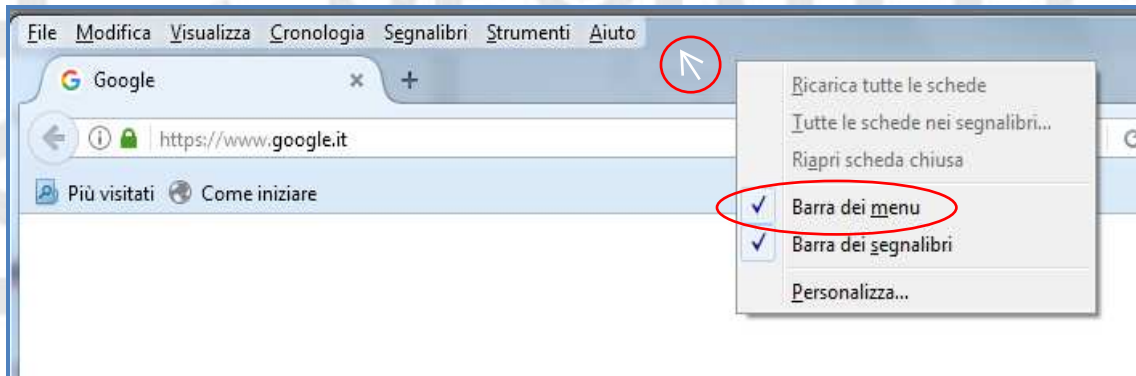 File Modifica Visualizza Cronologia Segnalibri Strumenti Aiuto
Google
https://www.google.it
Più visitati Come iniziare
Ricarica tutte le schede
Tutte le schede nei segnalibri...
Riapri scheda chiusa
Barra dei menu
Barra dei segnalibri
Personalizza...